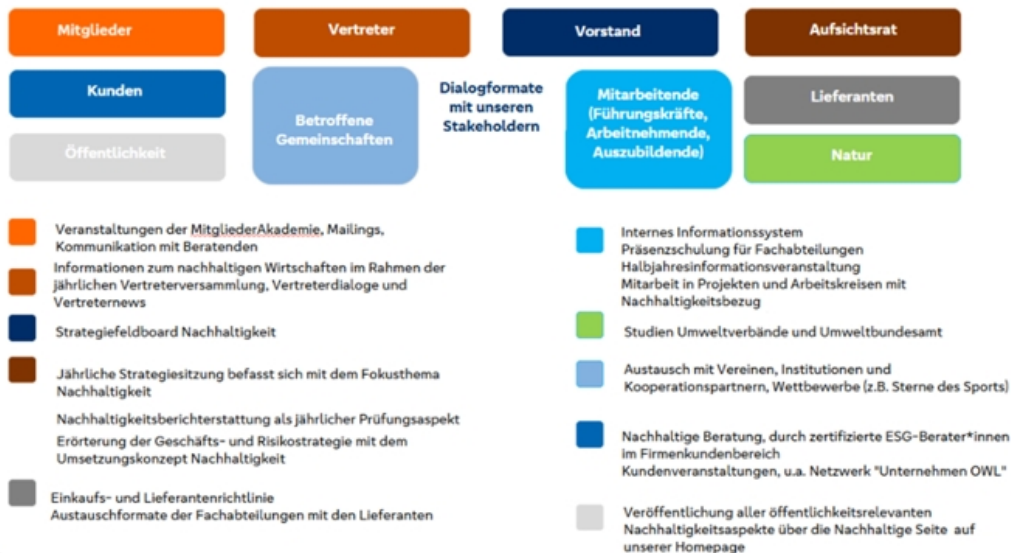 Mitglieder
Vertreter
Vorstand
Aufsichtsrat
Kunden
Betroffene
Gemeinschaften
Dialogformate
mit unseren
Stakeholdern
Mitarbeitende
(Führungskräfte,
Arbeitnehmende,
Auszubildende)
Lieferanten
Öffentlichkeit
Natur
Veranstaltungen der MitgliederAkademie, Mailings,
Kommunikation mit Beratenden
Informationen zum nachhaltigen Wirtschaften im Rahmen der
jährlichen Vertreterversammlung, Vertreterdialoge und
Vertreternews
Strategiefeldboard Nachhaltigkeit
Jährliche Strategiesitzung befasst sich mit dem Fokusthema
Nachhaltigkeit
Nachhaltigkeitsberichterstattung als jährlicher Prüfungsaspekt
Erörterung der Geschäfts- und Risikostrategie mit dem
Umsetzungskonzept Nachhaltigkeit
Einkaufs- und Lieferantenrichtlinie
Austauschformate der Fachabteilungen mit den Lieferanten
Internes Informationssystem
Präsenzschulung für Fachabteilungen
Halbjahresinformationsveranstaltung
Mitarbeit in Projekten und Arbeitskreisen mit
Nachhaltigkeitsbezug
Studien Umweltverbände und Umweltbundesamt
Austausch mit Vereinen, Institutionen und
Kooperationspartnern, Wettbewerbe (z.B. Sterne des Sports)
Nachhaltige Beratung, durch zertifizierte ESG-Berater*innen
im Firmenkundenbereich
Kundenveranstaltungen, u.a. Netzwerk "Unternehmen OWL"
Veröffentlichung aller öffentlichkeitsrelevanten
Nachhaltigkeitsaspekte über die Nachhaltige Seite auf
unserer Homepage